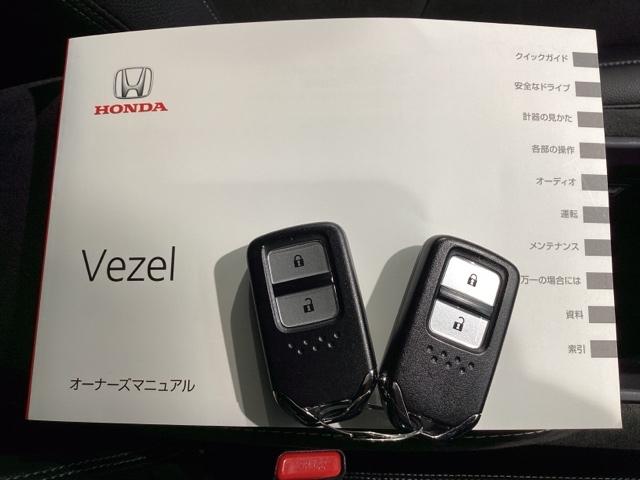 HONDA
Vezel
オーナーズマニュアル
クイックガイド
安全なドライブ
計器の見かた
各部の操作
オーディオ
運転
メンテナンス
万一の場合には
資料
索引